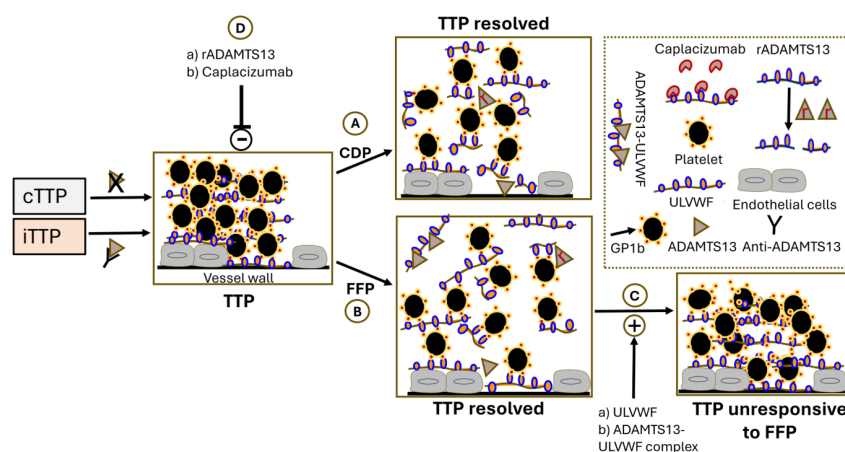 D
a) rADAMTS13
b) Caplacizumab
TTP resolved
A
CDP
cTTP
X
iTTP
Vessel wall
TTP
FFP
B
TTP resolved
r
r
Caplacizumab
rADAMTS13
ADAMTS13-ULVWF
r r
Platelet
ULVWF
Endothelial cells
GP1b
ADAMTS13
Anti-ADAMTS13
C
+
a) ULVWF
b) ADAMTS13-
ULVWF complex
TTP unresponsive
to FFP